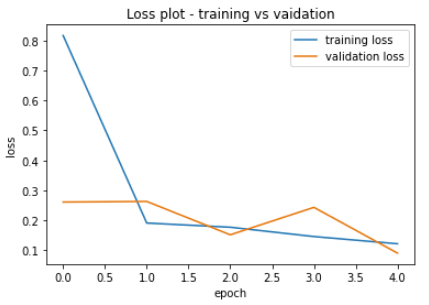 Loss plot - training vs vaidation
training loss
validation loss
0.8
0.7
0.6
0.5
0.4
0.3
0.2
0.1
loss
0.0 0.5 1.0 1.5 2.0 2.5 3.0 3.5 4.0
epoch